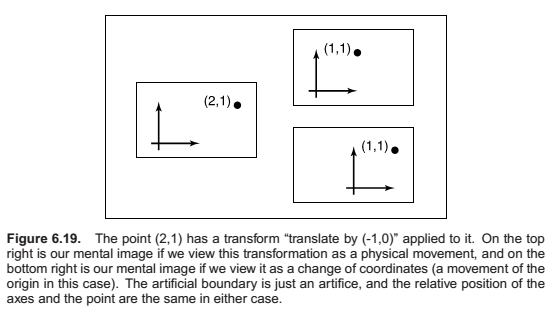 (2,1)
(1,1)
(1,1)
Figure 6.19. The point (2,1) has a transform “translate by (-1,0)” applied to it. On the top
right is our mental image if we view this transformation as a physical movement, and on the
bottom right is our mental image if we view it as a change of coordinates (a movement of the
origin in this case). The artificial boundary is just an artifice, and the relative position of the
axes and the point are the same in either case.